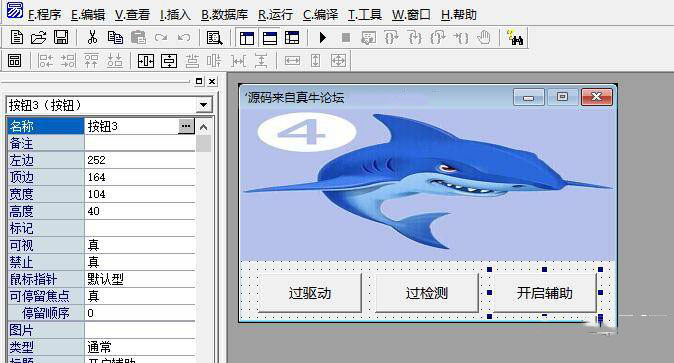 F.程序 E.编辑 V.查看 I.插入 B.数据库 R.运行 C.编译 T.工具 W.窗口 H.帮助
按钮3（按钮）
名称 按钮3
备注
左边 252
顶边 164
宽度 104
高度 40
标记
可视 真
禁止 真
鼠标指针 默认型
可停留焦点 真
停留顺序 0
图片
类型 通常
标题 开启辅助
'源码来自真牛论坛
4
过驱动 过检测 开启辅助